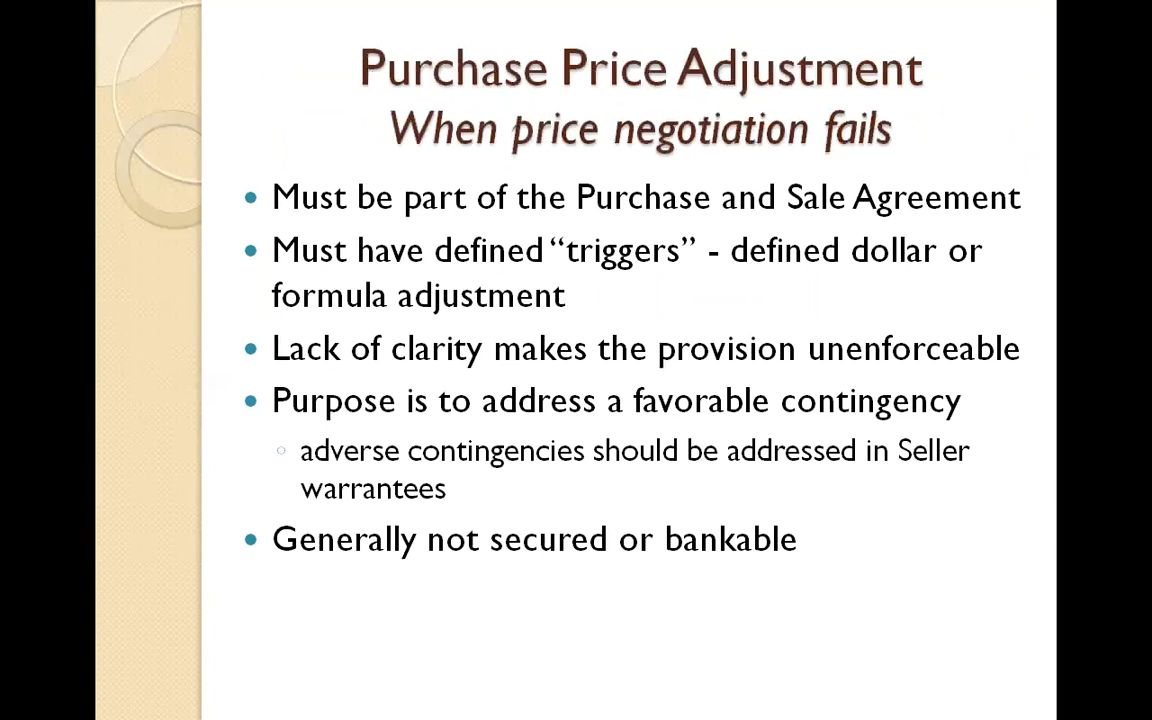 Purchase Price Adjustment
When price negotiation fails
• Must be part of the Purchase and Sale Agreement
• Must have defined “triggers” - defined dollar or
formula adjustment
• Lack of clarity makes the provision unenforceable
• Purpose is to address a favorable contingency
◦ adverse contingencies should be addressed in Seller
warrantees
• Generally not secured or bankable